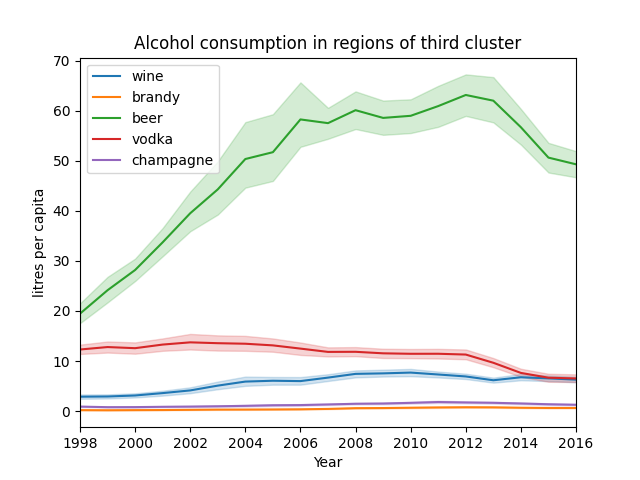 Alcohol consumption in regions of third cluster
wine
brandy
beer
vodka
champagne
litres per capita
70
60
50
40
30
20
10
0
1998 2000 2002 2004 2006 2008 2010 2012 2014 2016
Year